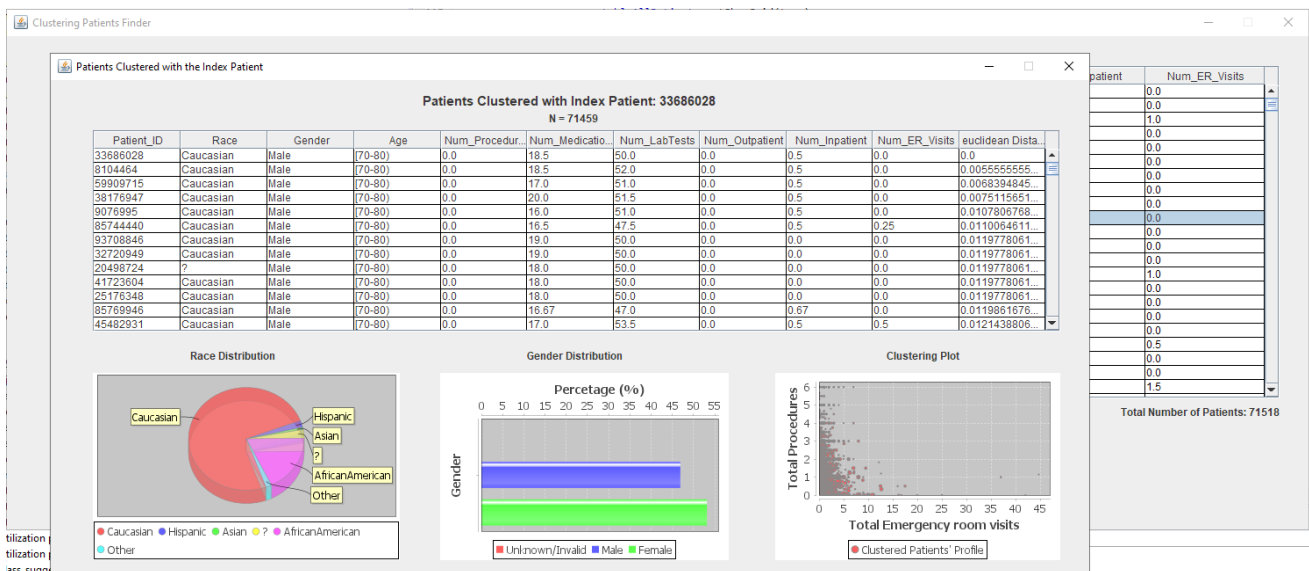 Clustering Patients Finder
Patients Clustered with the Index Patient
Patients Clustered with Index Patient: 33686028
N = 71459
Patient_ID Race Gender Age Num_Procedur... Num_Medicatio... Num_LabTests Num_Outpatient Num_Inpatient Num_ER_Visits euclidean Dista...
33686028 Caucasian Male [70-80) 0.0 18.5 50.0 0.0 0.5 0.0 0.0
8104464 Caucasian Male [70-80) 0.0 18.5 52.0 0.0 0.5 0.0 0.0055555555...
59909715 Caucasian Male [70-80) 0.0 17.0 51.0 0.0 0.5 0.0 0.0068394845...
38176947 Caucasian Male [70-80) 0.0 20.0 51.5 0.0 0.5 0.0 0.0075115651...
9076995 Caucasian Male [70-80) 0.0 16.0 51.0 0.0 0.5 0.0 0.0107806768...
85744440 Caucasian Male [70-80) 0.0 16.5 47.5 0.0 0.5 0.25 0.0110064611...
93708846 Caucasian Male [70-80) 0.0 19.0 50.0 0.0 0.0 0.0 0.0119778061...
32720949 Caucasian Male [70-80) 0.0 19.0 50.0 0.0 0.0 0.0 0.0119778061...
20498724 ? Male [70-80) 0.0 18.0 50.0 0.0 0.0 0.0 0.0119778061...
41723604 Caucasian Male [70-80) 0.0 18.0 50.0 0.0 0.0 0.0 0.0119778061...
25176348 Caucasian Male [70-80) 0.0 18.0 50.0 0.0 0.0 0.0 0.0119778061...
85769946 Caucasian Male [70-80) 0.0 16.67 47.0 0.0 0.67 0.0 0.0119861676...
45482931 Caucasian Male [70-80) 0.0 17.0 53.5 0.0 0.5 0.5 0.0121438806...
patient Num_ER_Visits
0.0
0.0
1.0
0.0
0.0
0.0
0.0
0.0
0.0
0.0
0.0
0.0
0.0
1.0
0.0
0.0
0.0
0.0
0.5
0.0
0.0
1.5
Total Number of Patients: 71518
Race Distribution
Caucasian
Hispanic
Asian
?
AfricanAmerican
Other
Caucasian Hispanic Asian ? AfricanAmerican
Other
Gender Distribution
Percetage (%)
0 5 10 15 20 25 30 35 40 45 50 55
Gender
Unknown/Invalid Male Female
Clustering Plot
Total Procedures
6
5
4
3
2
1
0
0 5 10 15 20 25 30 35 40 45
Total Emergency room visits
Clustered Patients' Profile
tilization
tilization